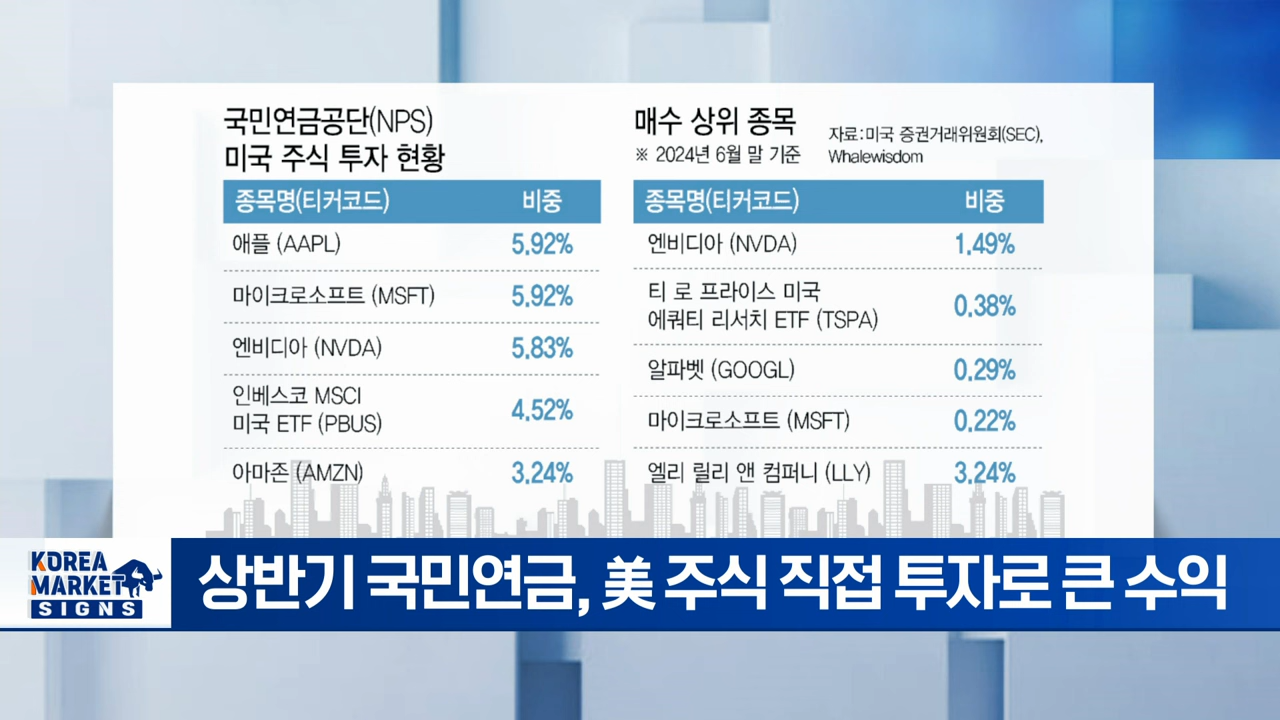 국민연금공단(NPS)
미국 주식 투자 현황
종목명(티커코드) 비중
애플 (AAPL) 5.92%
마이크로소프트 (MSFT) 5.92%
엔비디아 (NVDA) 5.83%
인베스코 MSCI
미국 ETF (PBUS) 4.52%
아마존 (AMZN) 3.24%
매수 상위 종목
※ 2024년 6월 말 기준
자료:미국 증권거래위원회(SEC),
Whalewisdom
종목명(티커코드) 비중
엔비디아 (NVDA) 1.49%
티 로 프라이스 미국
에쿼티 리서치 ETF (TSPA) 0.38%
알파벳 (GOOGL) 0.29%
마이크로소프트 (MSFT) 0.22%
엘리 릴리 앤 컴퍼니 (LLY) 3.24%
KOREA
MARKET
SIGNS
상반기 국민연금, 美 주식 직접 투자로 큰 수익